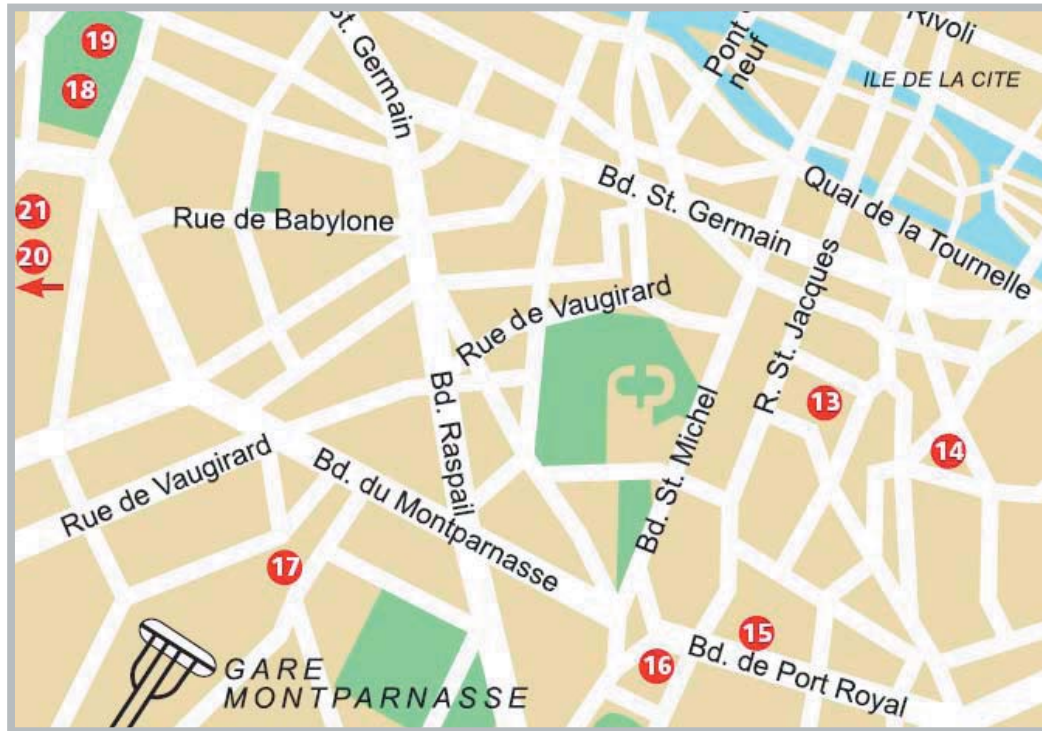 19
18
St. Germain
Pont
neuf
Rivoli
ILE DE LA CITE
21
20
Rue de Babylone
Bd. St. Germain
Quai de la Tournelle
Rue de Vaugirard
R. St. Jacques
Bd. Raspail
Bd. St. Michel
13
14
Rue de Vaugirard
Bd. du Montparnasse
17
15
16
Bd. de Port Royal
GARE
MONTPARNASSE